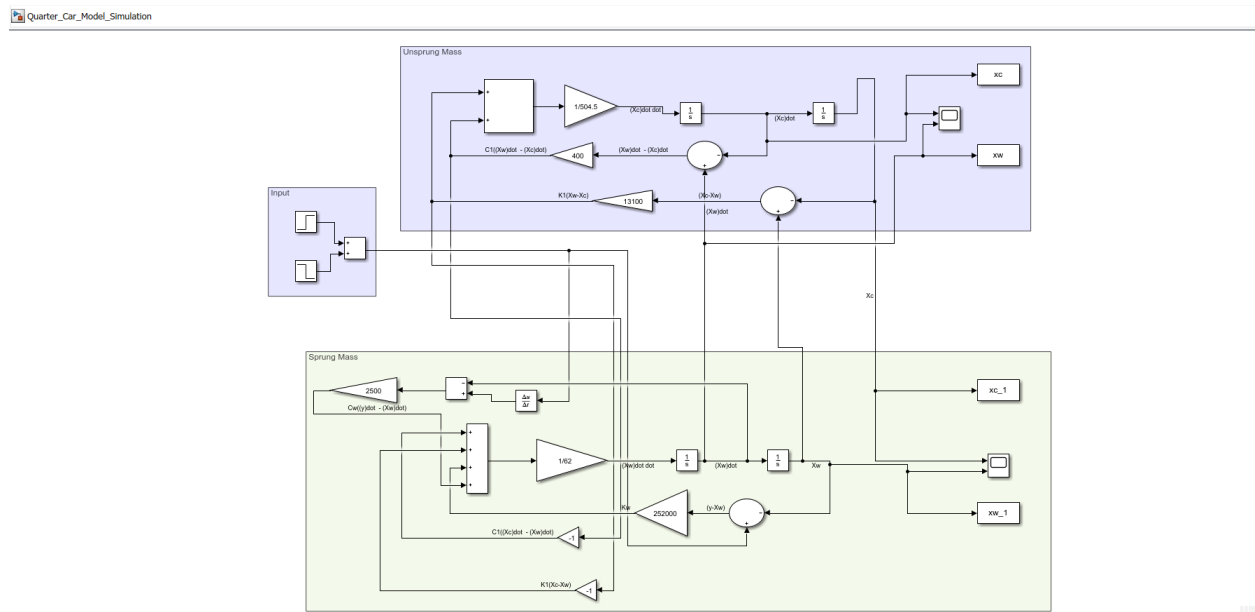 Quarter_Car_Model_Simulation
Unsprung Mass
+
+
1/504.5
(Xc)dot dot
1
s
(Xc)dot
1
s
xc
C1((Xw)dot - (Xc)dot)
400
(Xw)dot - (Xc)dot
-
+
xw
K1(Xw-Xc)
13100
(Xc-Xw)
-
+
(Xw)dot
Input
+
+
Xc
Sprung Mass
2500
-
+
Δu
Δt
Cw((y)dot - (Xw)dot)
xc_1
+
+
+
+
1/62
(Xw)dot dot
1
s
(Xw)dot
1
s
Xw
Kw
252000
(y-Xw)
-
+
xw_1
C1((Xc)dot - (Xw)dot)
-1
K1(Xc-Xw)
-1